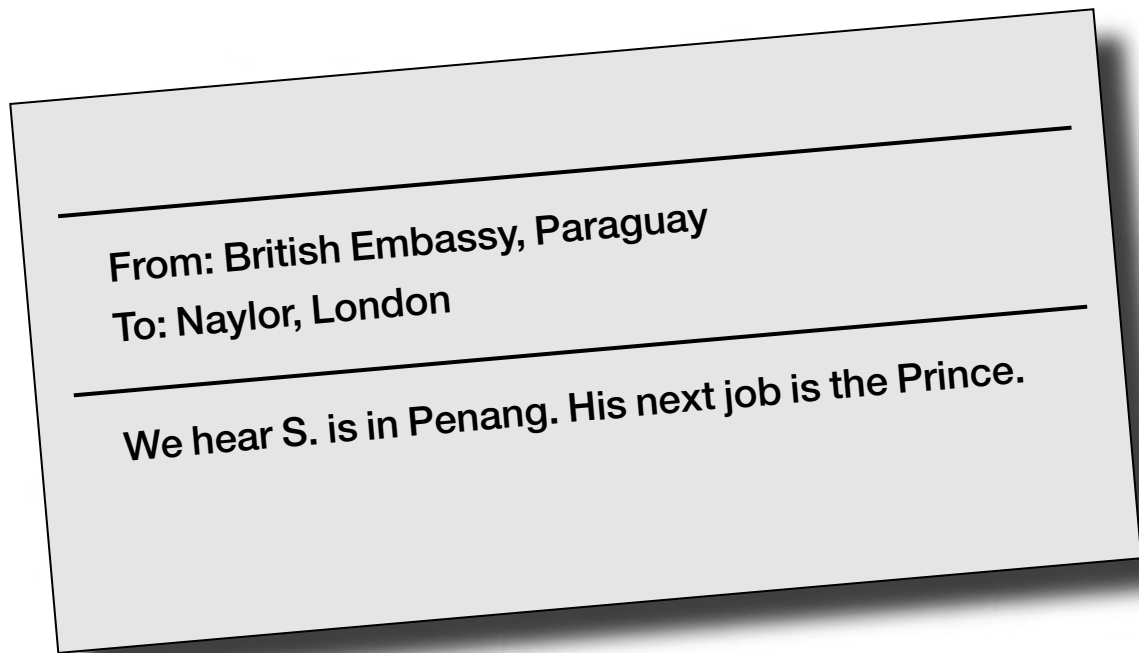 From: British Embassy, Paraguay
To: Naylor, London
We hear S. is in Penang. His next job is the Prince.